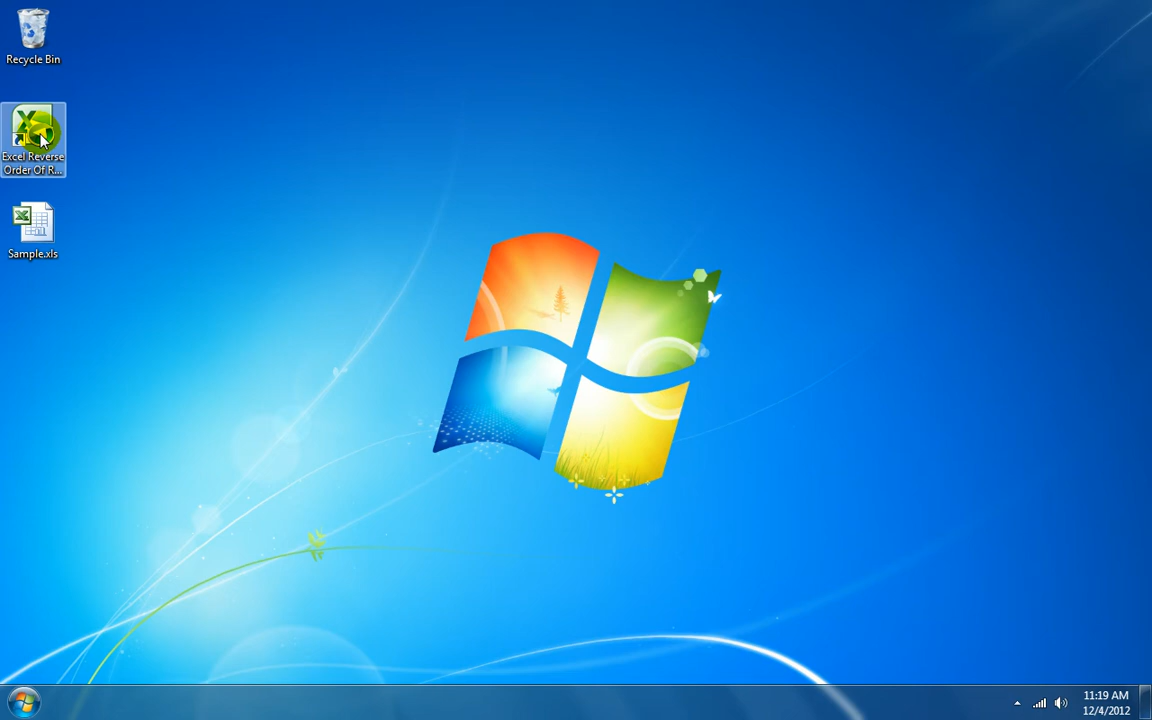 Recycle Bin
Excel Reverse
Order Of R...
Sample.xls
11:19 AM
12/4/2012